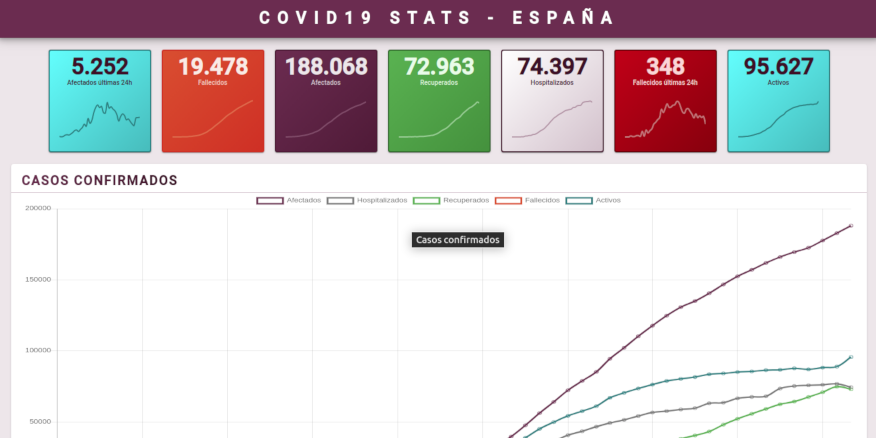 COVID19 STATS - ESPAÑA
5.252
Afectados últimas 24h
19.478
Fallecidos
188.068
Afectados
72.963
Recuperados
74.397
Hospitalizados
348
Fallecidos últimas 24h
95.627
Activos
CASOS CONFIRMADOS
Afectados Hospitalizados Recuperados Fallecidos Activos
200000
Casos confirmados
150000
100000
50000